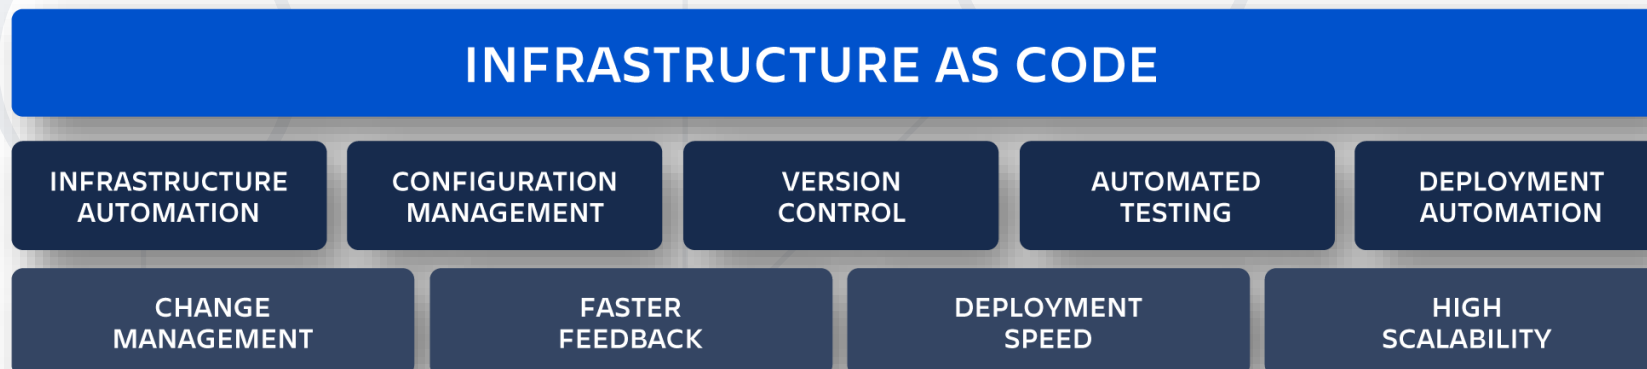 INFRASTRUCTURE AS CODE
INFRASTRUCTURE
AUTOMATION
CONFIGURATION
MANAGEMENT
VERSION
CONTROL
AUTOMATED
TESTING
DEPLOYMENT
AUTOMATION
CHANGE
MANAGEMENT
FASTER
FEEDBACK
DEPLOYMENT
SPEED
HIGH
SCALABILITY